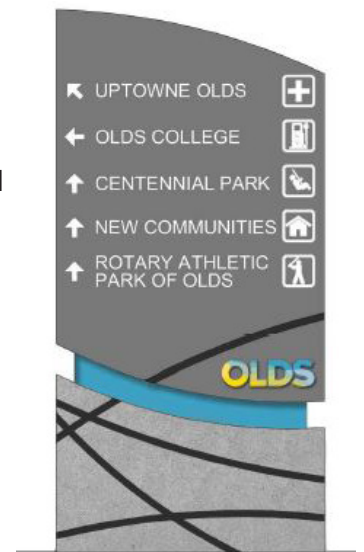 UPTOWNE OLDS
OLDS COLLEGE
CENTENNIAL PARK
NEW COMMUNITIES
ROTARY ATHLETIC
PARK OF OLDS
OLDS